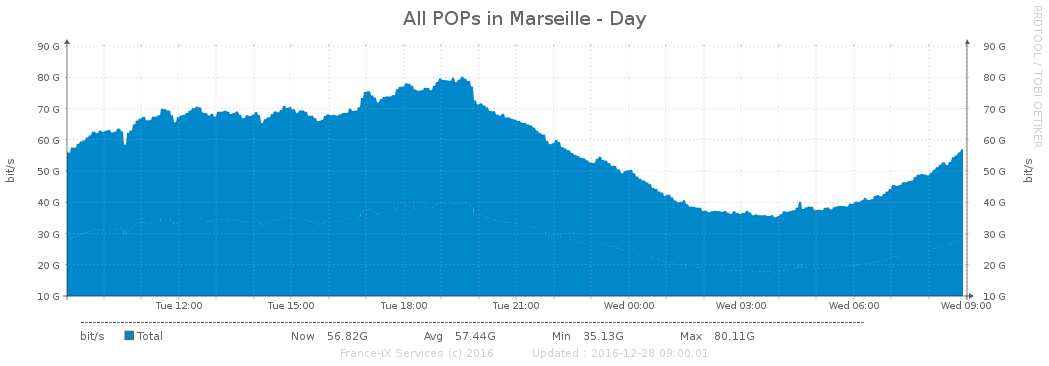 All POPs in Marseille - Day
RRDTOOL / TOBI OETIKER
90 G 90 G
80 G 80 G
70 G 70 G
60 G 60 G
50 G 50 G
40 G 40 G
30 G 30 G
20 G 20 G
10 G 10 G
bit/s bit/s
Tue 12:00 Tue 15:00 Tue 18:00 Tue 21:00 Wed 00:00 Wed 03:00 Wed 06:00 Wed 09:00
bit/s Total Now 56.82G Avg 57.44G Min 35.13G Max 80.11G
France-IX Services (c) 2016 Updated : 2016-12-28 09:00:01